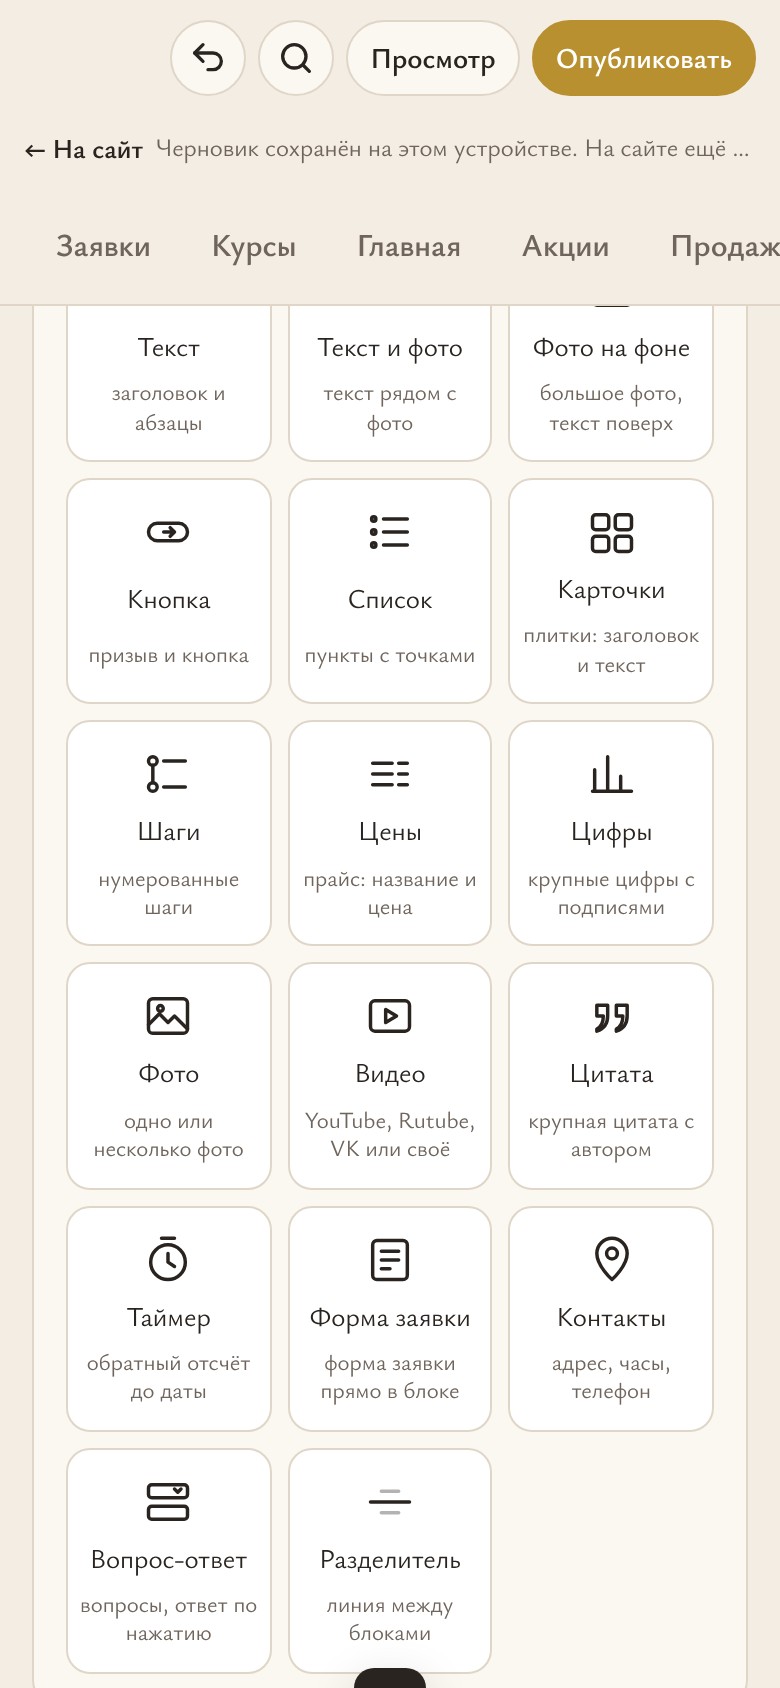 Просмотр
Опубликовать
← На сайт Черновик сохранён на этом устройстве. На сайте ещё ...
Заявки Курсы Главная Акции Продаж
Текст
заголовок и
абзацы
Текст и фото
текст рядом с
фото
Фото на фоне
большое фото,
текст поверх
Кнопка
призыв и кнопка
Список
пункты с точками
Карточки
плитки: заголовок
и текст
Шаги
нумерованные
шаги
Цены
прайс: название и
цена
Цифры
крупные цифры с
подписями
Фото
одно или
несколько фото
Видео
YouTube, Rutube,
VK или своё
Цитата
крупная цитата с
автором
Таймер
обратный отсчёт
до даты
Форма заявки
форма заявки
прямо в блоке
Контакты
адрес, часы,
телефон
Вопрос-ответ
вопросы, ответ по
нажатию
Разделитель
линия между
блоками